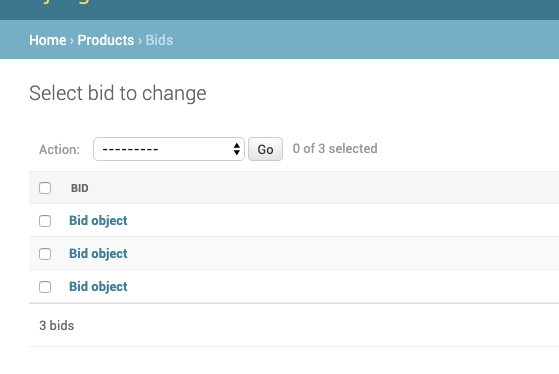 Home › Products › Bids
Select bid to change
Action: --------- Go 0 of 3 selected
BID
Bid object
Bid object
Bid object
3 bids